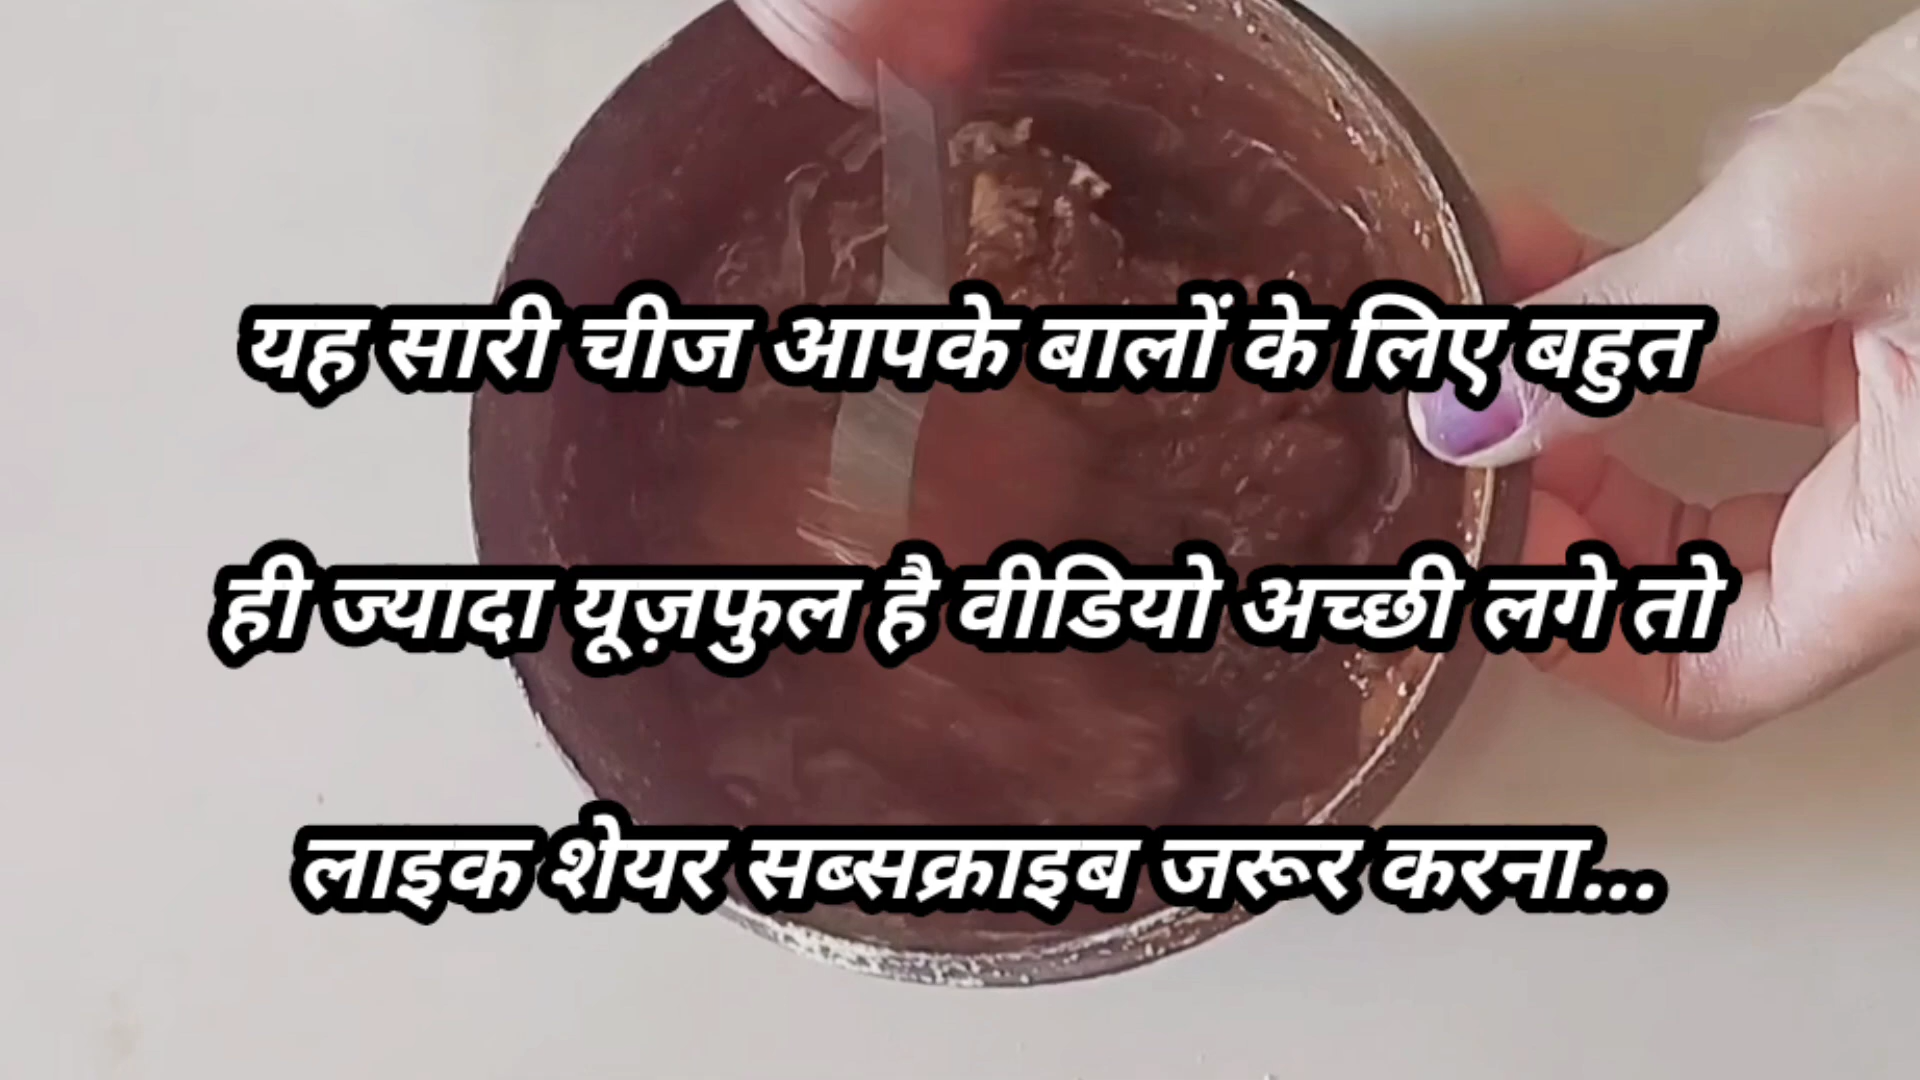 यह सारी चीज आपके बालों के लिए बहुत
ही ज्यादा यूज़फुल है वीडियो अच्छी लगे तो
लाइक शेयर सब्सक्राइब जरूर करना...